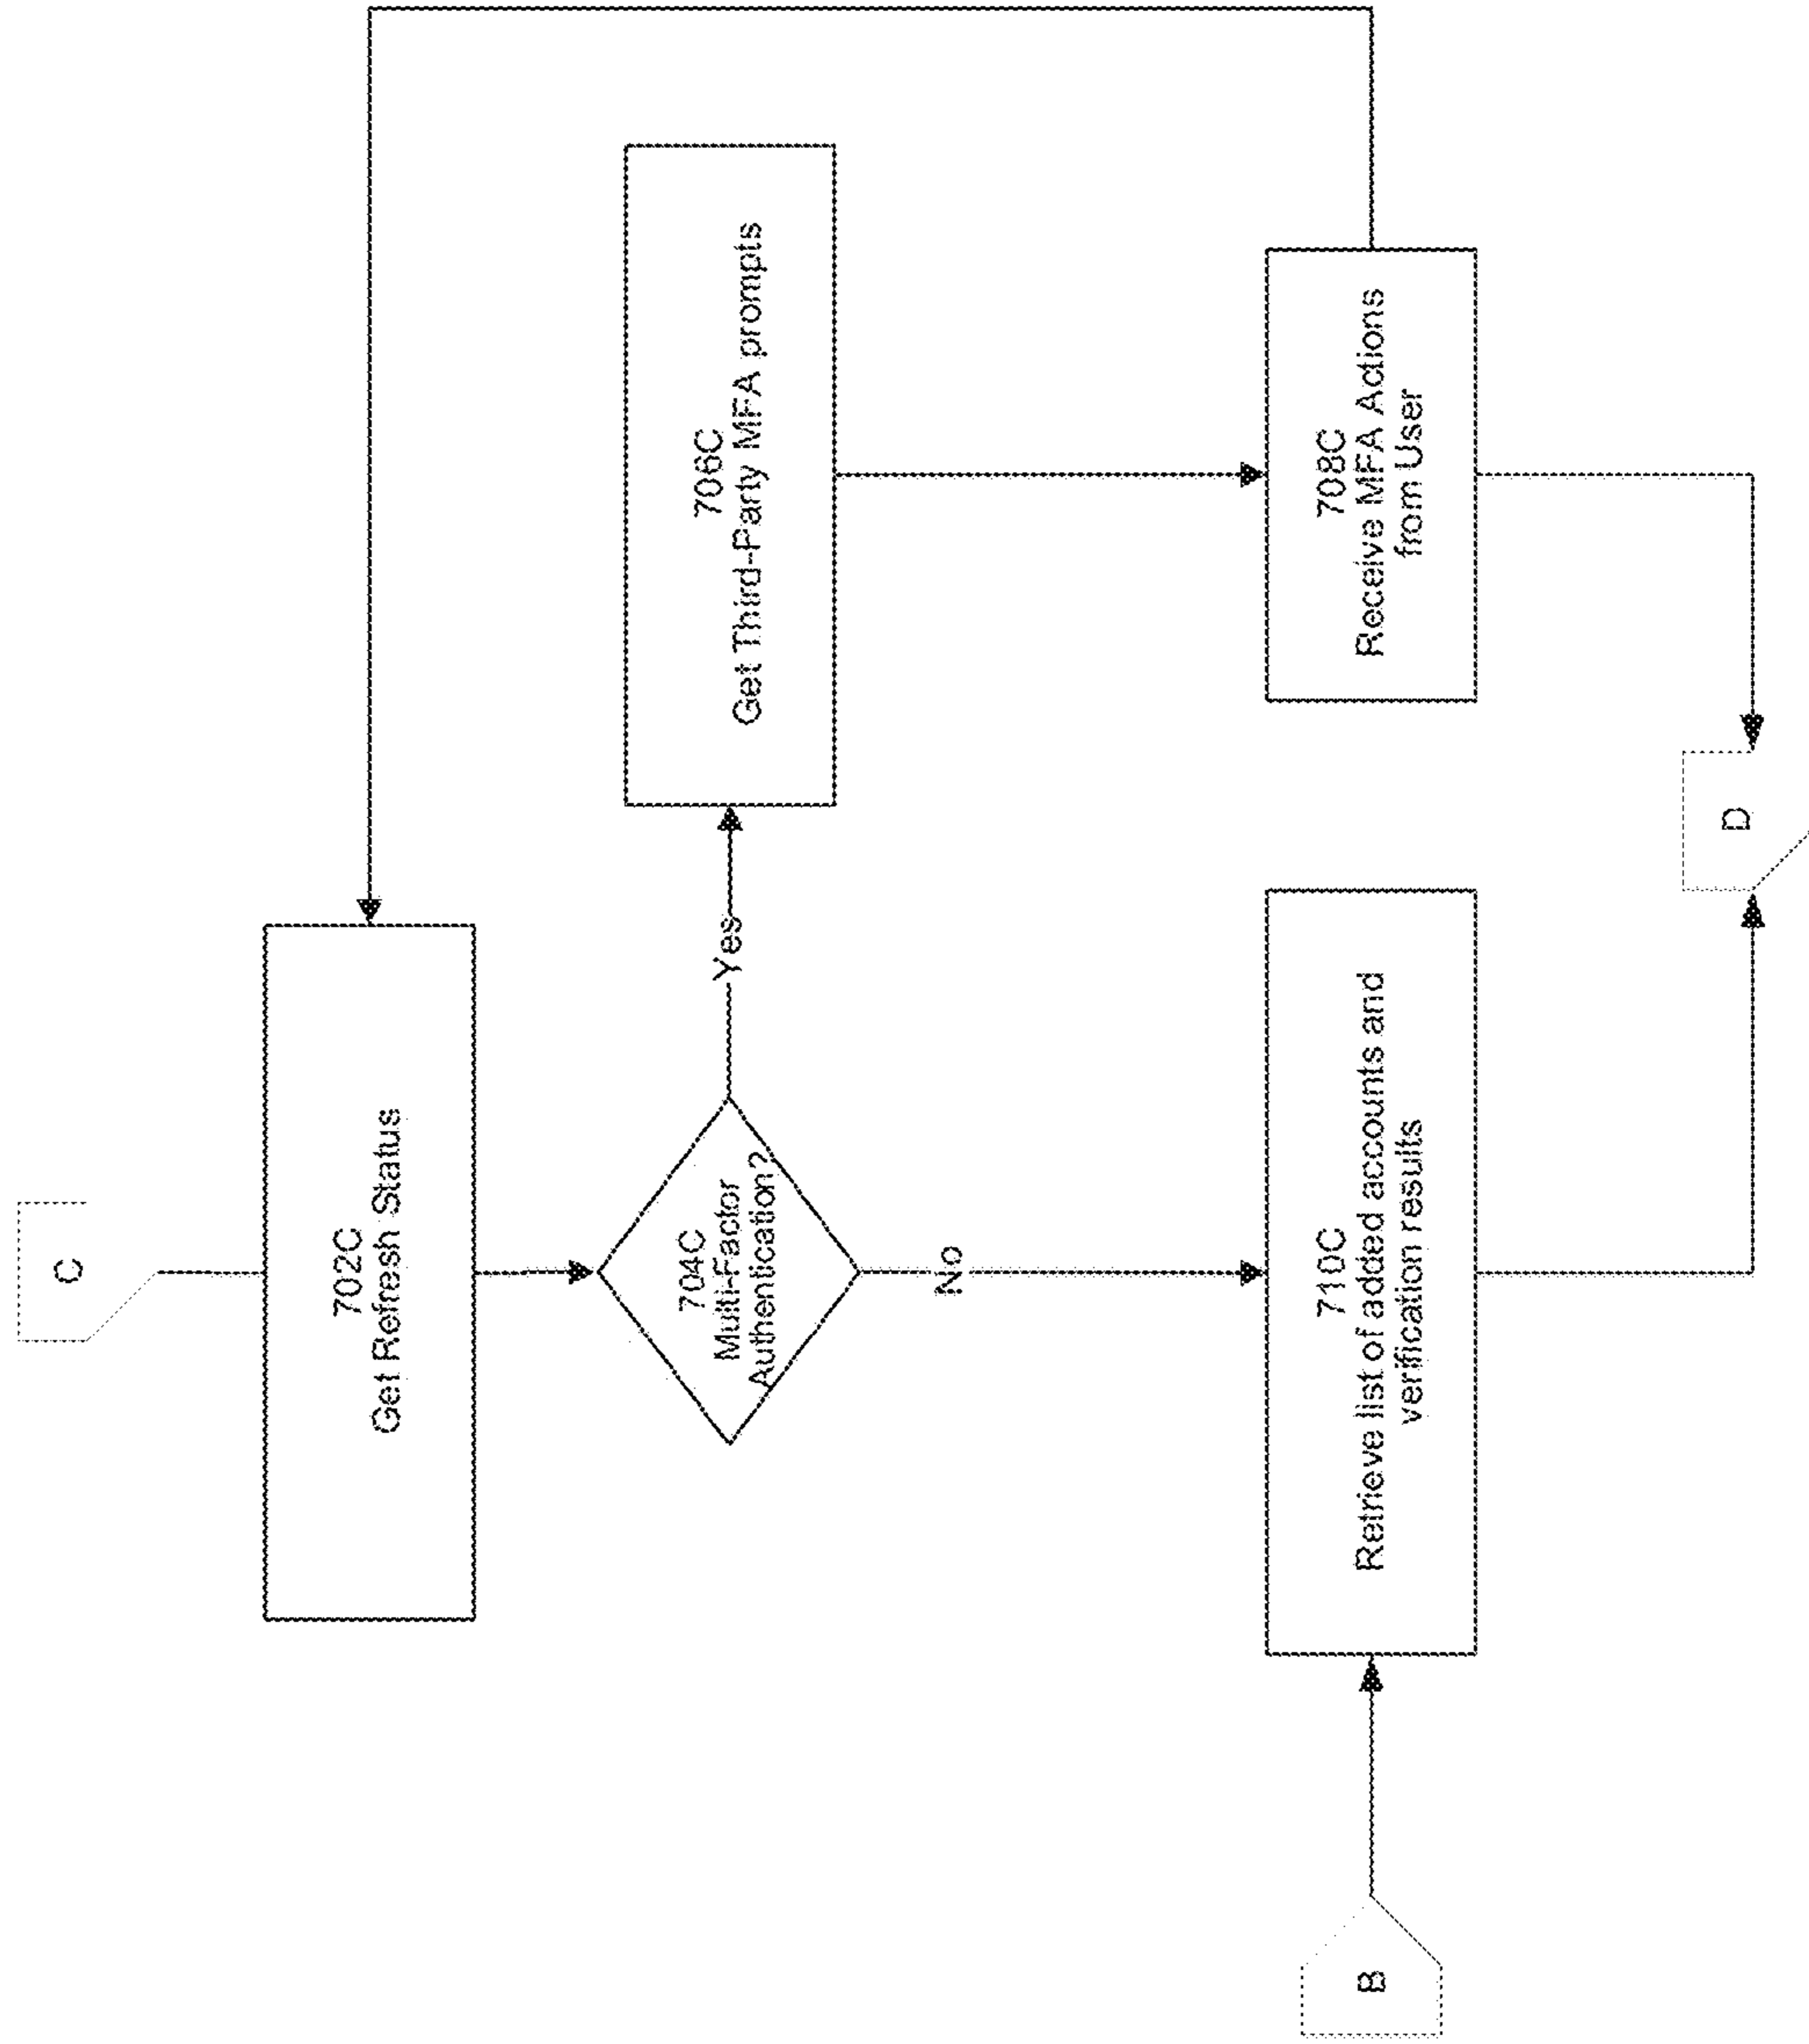 C
702C
Get Refresh Status
704C
Multi-Factor
Authentication?
Yes
706C
Get Third-Party MFA prompts
No
708C
Receive MFA Actions
from User
B
710C
Retrieve list of added accounts and
verification results
D